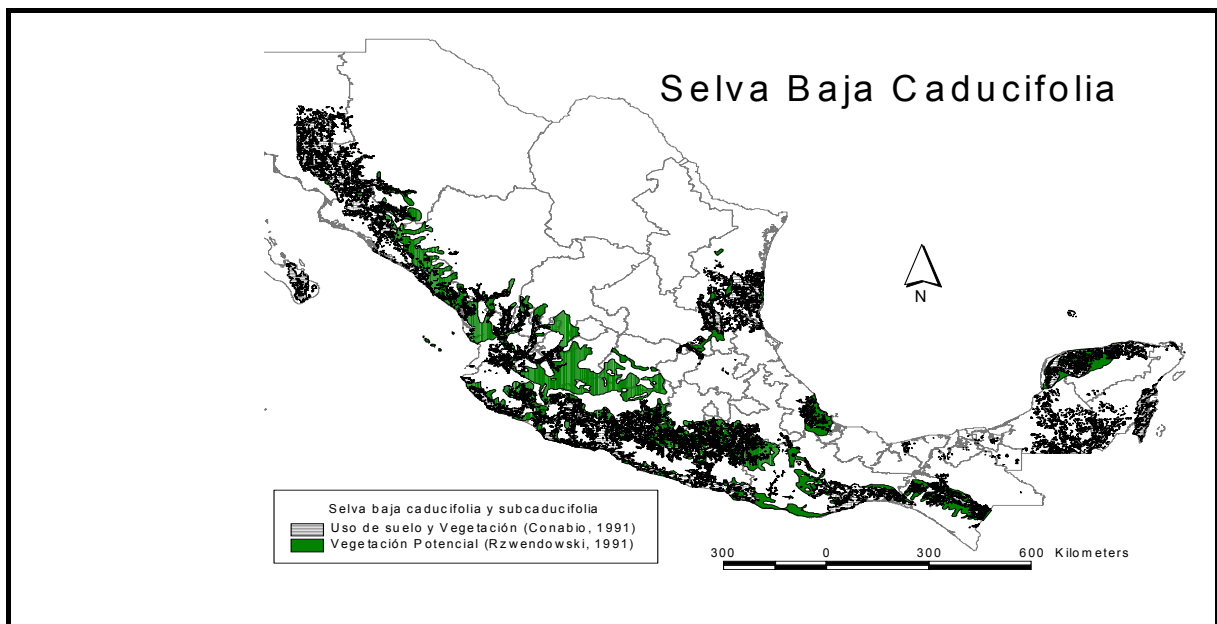 Selva Baja Caducifolia
N
Selva baja caducifolia y subcaducifolia
Uso de suelo y Vegetación (Conabio, 1991)
Vegetación Potencial (Rzwendowski, 1991)
300 0 300 600 Kilometers